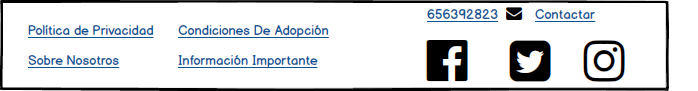 656392823 Contactar
Política de Privacidad Condiciones De Adopción
Sobre Nosotros Información Importante